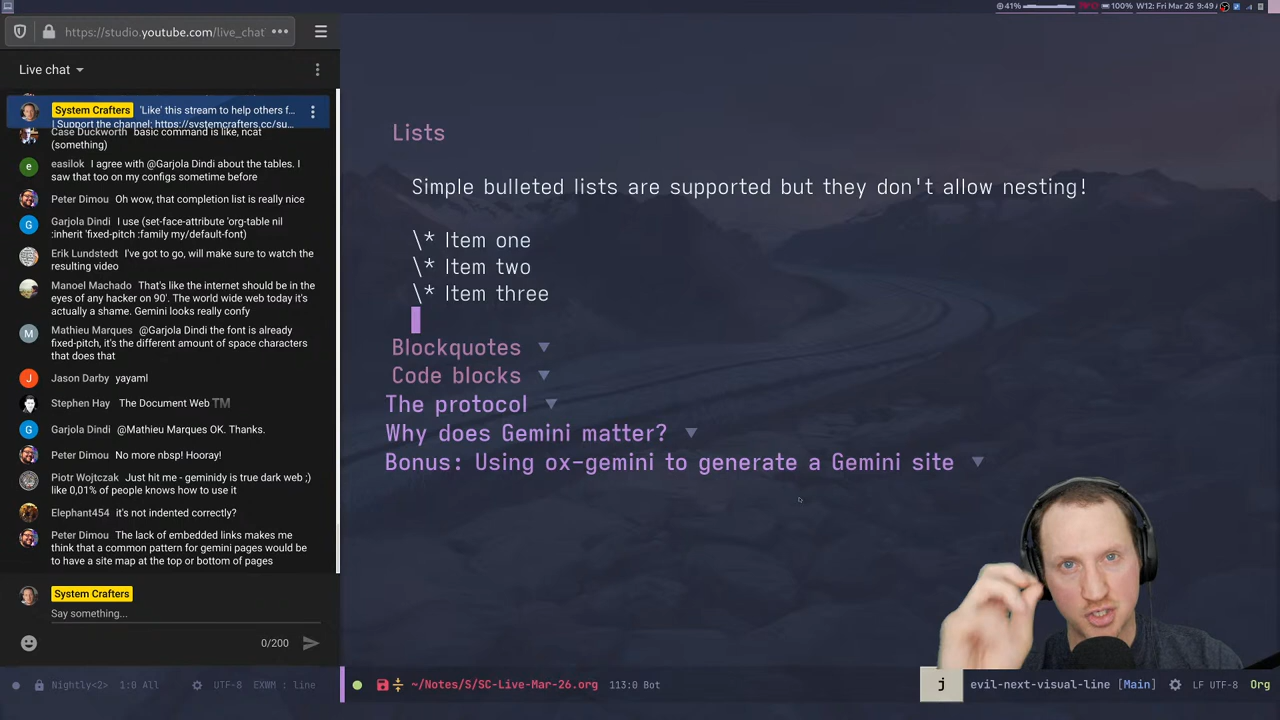 41%
100%
W12: Fri Mar 26
9:49
https://studio.youtube.com/live_chat
Live chat
System Crafters 'Like' this stream to help others f...
| Support the channel: https://systemcrafters.cc/su...
Case Duckworth basic command is like, ncat
(something)
easilok I agree with @Garjola Dindi about the tables. I
saw that too on my configs sometime before
Peter Dimou Oh wow, that completion list is really nice
Garjola Dindi I use (set-face-attribute 'org-table nil
:inherit 'fixed-pitch :family my/default-font)
Erik Lundstedt I've got to go, will make sure to watch the
resulting video
Manoel Machado That's like the internet should be in the
eyes of any hacker on 90'. The world wide web today it's
actually a shame. Gemini looks really comfy
Mathieu Marques @Garjola Dindi the font is already
fixed-pitch, it's the different amount of space characters
that does that
Jason Darby yayaml
Stephen Hay The Document Web™️
Garjola Dindi @Mathieu Marques OK. Thanks.
Peter Dimou No more nbsp! Hooray!
Piotr Wojtczak Just hit me - geminidy is true dark web ;)
like 0,01% of people knows how to use it
Elephant454 it's not indented correctly?
Peter Dimou The lack of embedded links makes me
think that a common pattern for gemini pages would be
to have a site map at the top or bottom of pages
System Crafters
Say something...
0/200
Nightly<2> 1:0 All UTF-8 EXWM : line
Lists
Simple bulleted lists are supported but they don't allow nesting!
\* Item one
\* Item two
\* Item three
Blockquotes
Code blocks
The protocol
Why does Gemini matter?
Bonus: Using ox-gemini to generate a Gemini site
~/Notes/S/SC-Live-Mar-26.org 113:0 Bot
j evil-next-visual-line [Main] LF UTF-8 Org